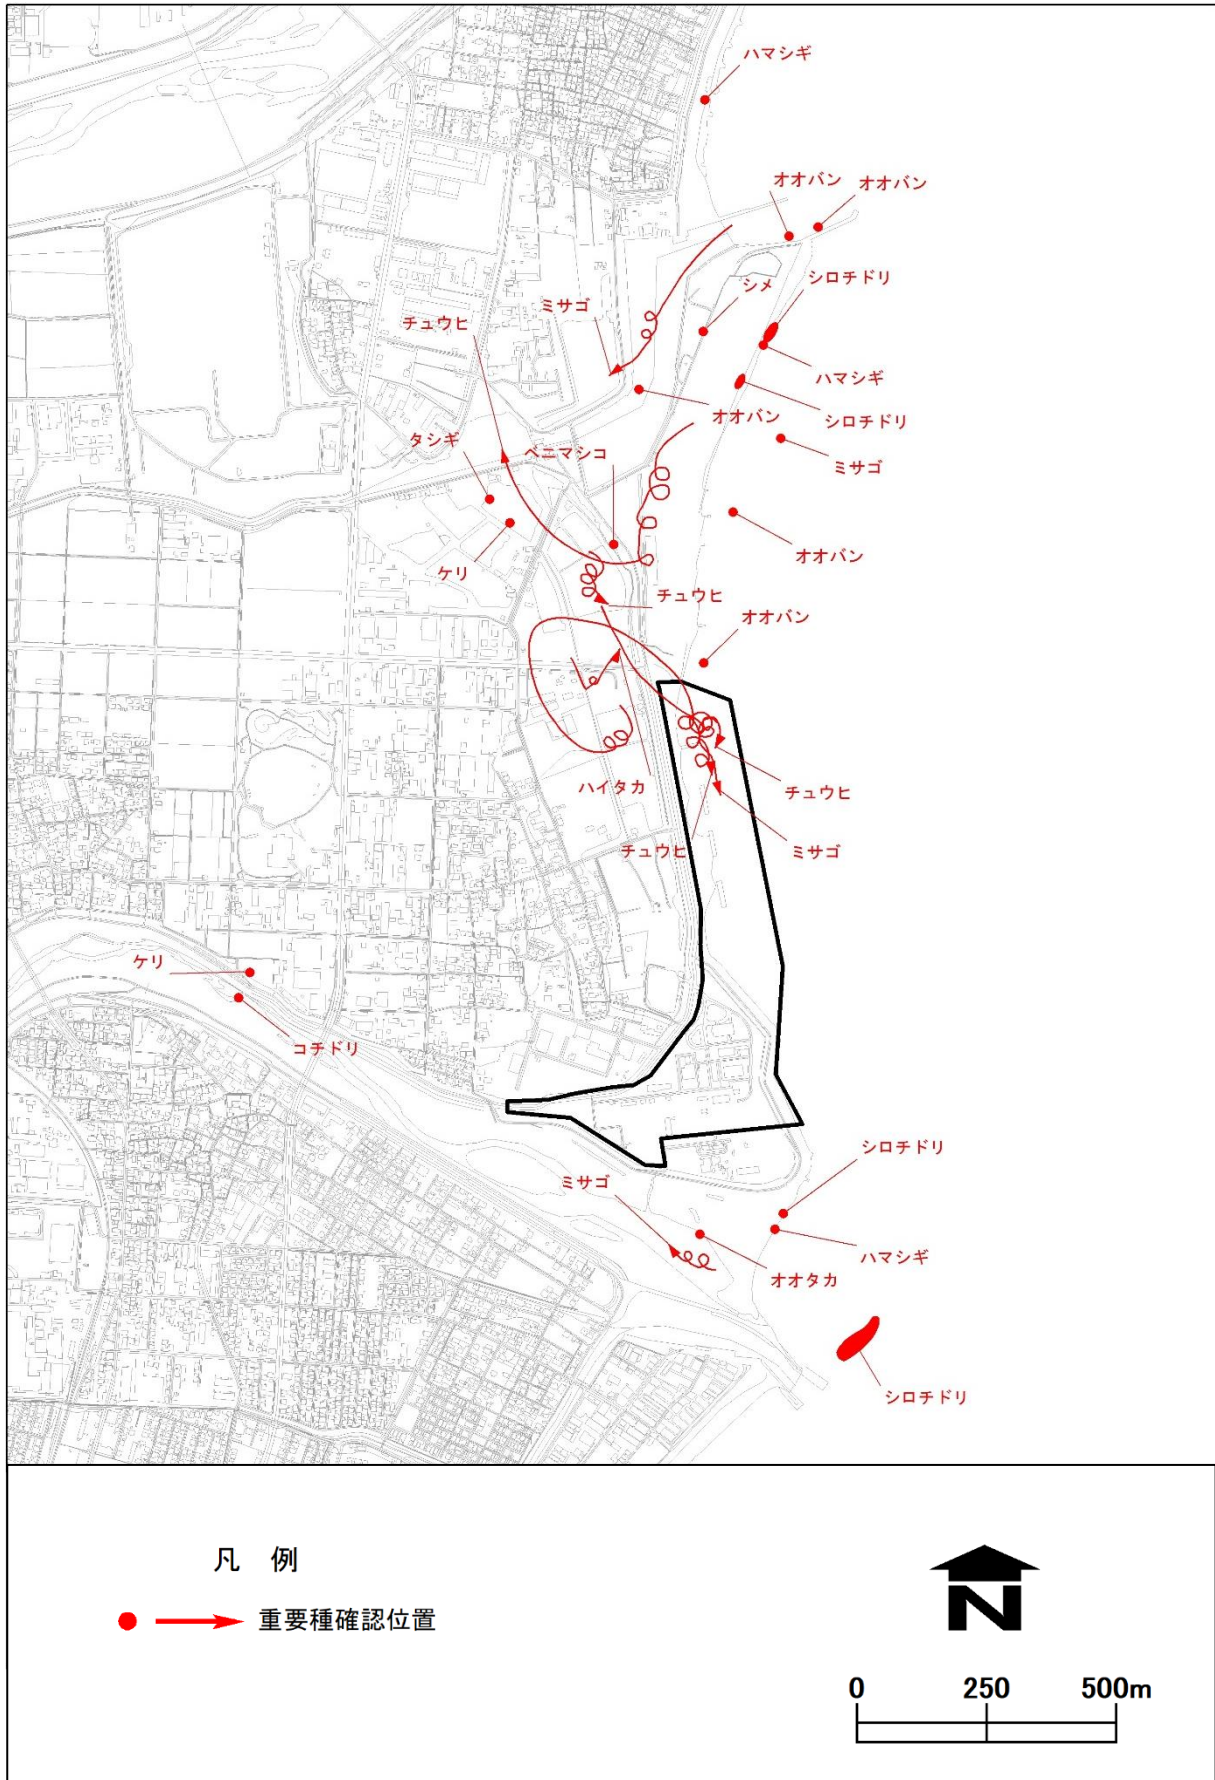 ハマシギ
オオバン
オオバン
シロチドリ
シメ
ミサゴ
チュウヒ
ハマシギ
オオバン
シロチドリ
タシギ
ベニマシコ
ミサゴ
オオバン
ケリ
チュウヒ
オオバン
ハイタカ
チュウヒ
チュウヒ
ミサゴ
ケリ
コチドリ
シロチドリ
ミサゴ
ハマシギ
オオタカ
シロチドリ
凡 例
重要種確認位置
N
0 250 500m